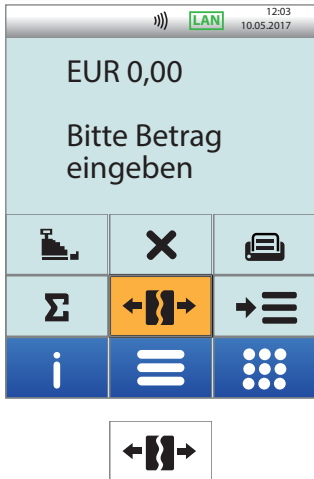 LAN
12:03
10.05.2017
EUR 0,00
Bitte Betrag
eingeben
Σ
i